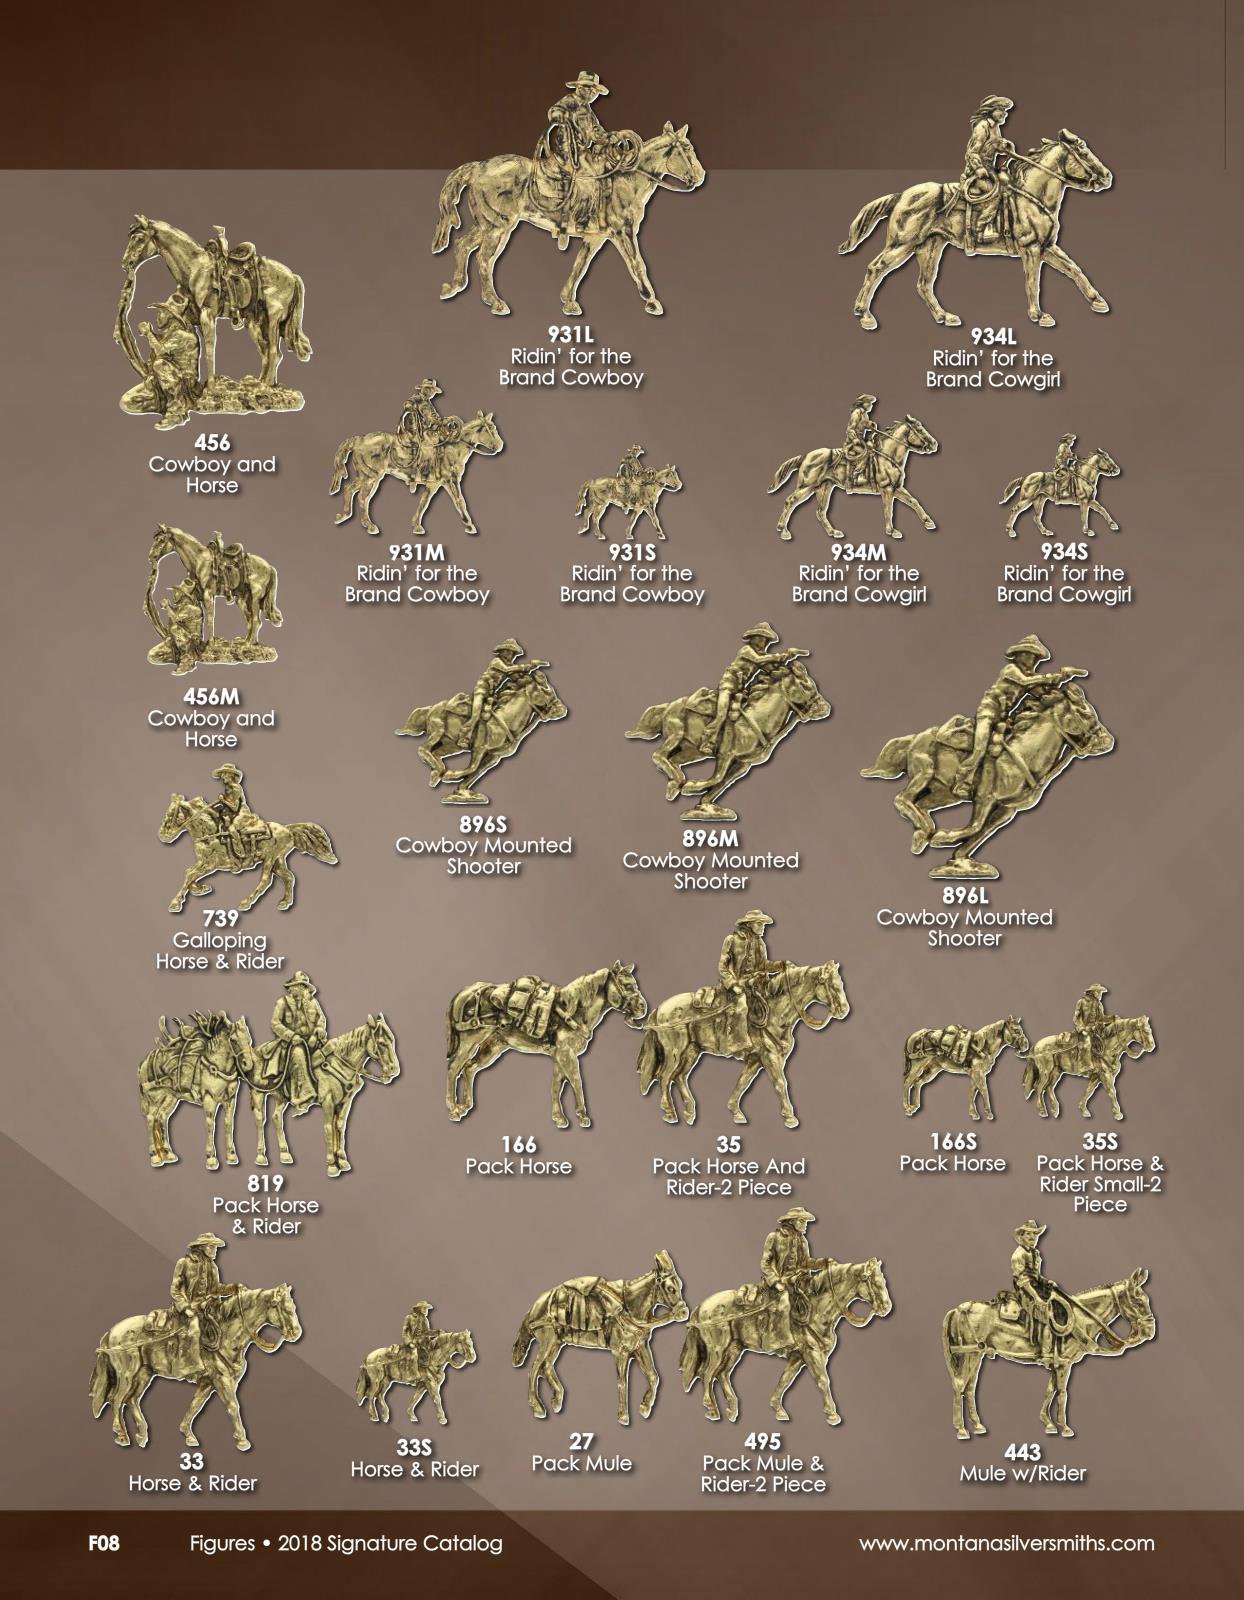 931L
Ridin' for the
Brand Cowboy
934L
Ridin' for the
Brand Cowgirl
456
Cowboy and
Horse
931M
Ridin' for the
Brand Cowboy
931S
Ridin' for the
Brand Cowboy
934M
Ridin' for the
Brand Cowgirl
934S
Ridin' for the
Brand Cowgirl
456M
Cowboy and
Horse
896S
Cowboy Mounted
Shooter
896M
Cowboy Mounted
Shooter
896L
Cowboy Mounted
Shooter
739
Galloping
Horse & Rider
819
Pack Horse
& Rider
166
Pack Horse
35
Pack Horse And
Rider-2 Piece
166S
Pack Horse
35S
Pack Horse &
Rider Small-2
Piece
33
Horse & Rider
33S
Horse & Rider
27
Pack Mule
495
Pack Mule &
Rider-2 Piece
443
Mule w/Rider
F08 Figures • 2018 Signature Catalog www.montanasilversmiths.com